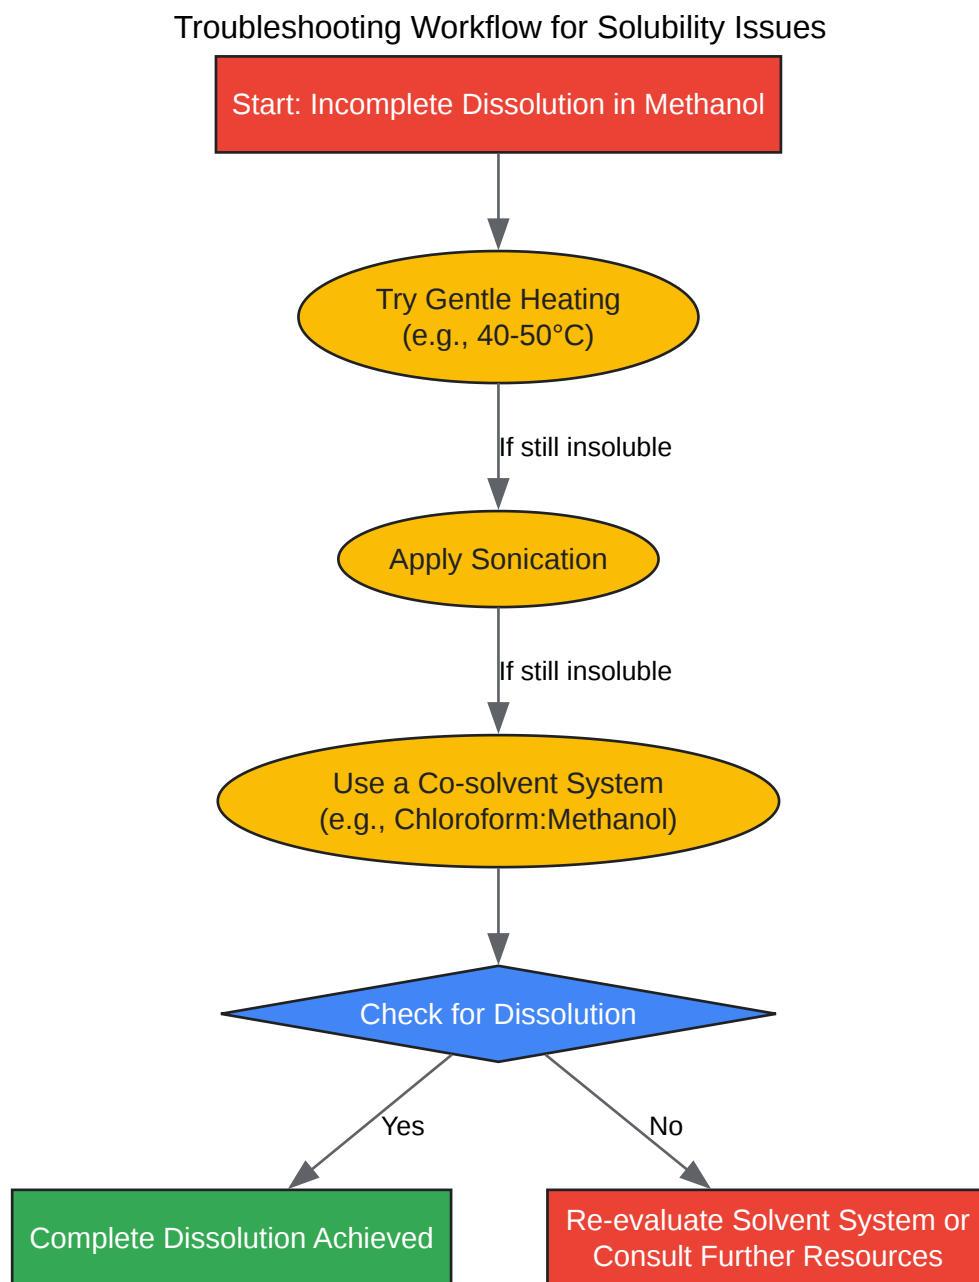 Troubleshooting Workflow for Solubility Issues
Start: Incomplete Dissolution in Methanol
Try Gentle Heating
(e.g., 40-50°C)
If still insoluble
Apply Sonication
If still insoluble
Use a Co-solvent System
(e.g., Chloroform:Methanol)
Check for Dissolution
Yes
No
Complete Dissolution Achieved
Re-evaluate Solvent System or
Consult Further Resources